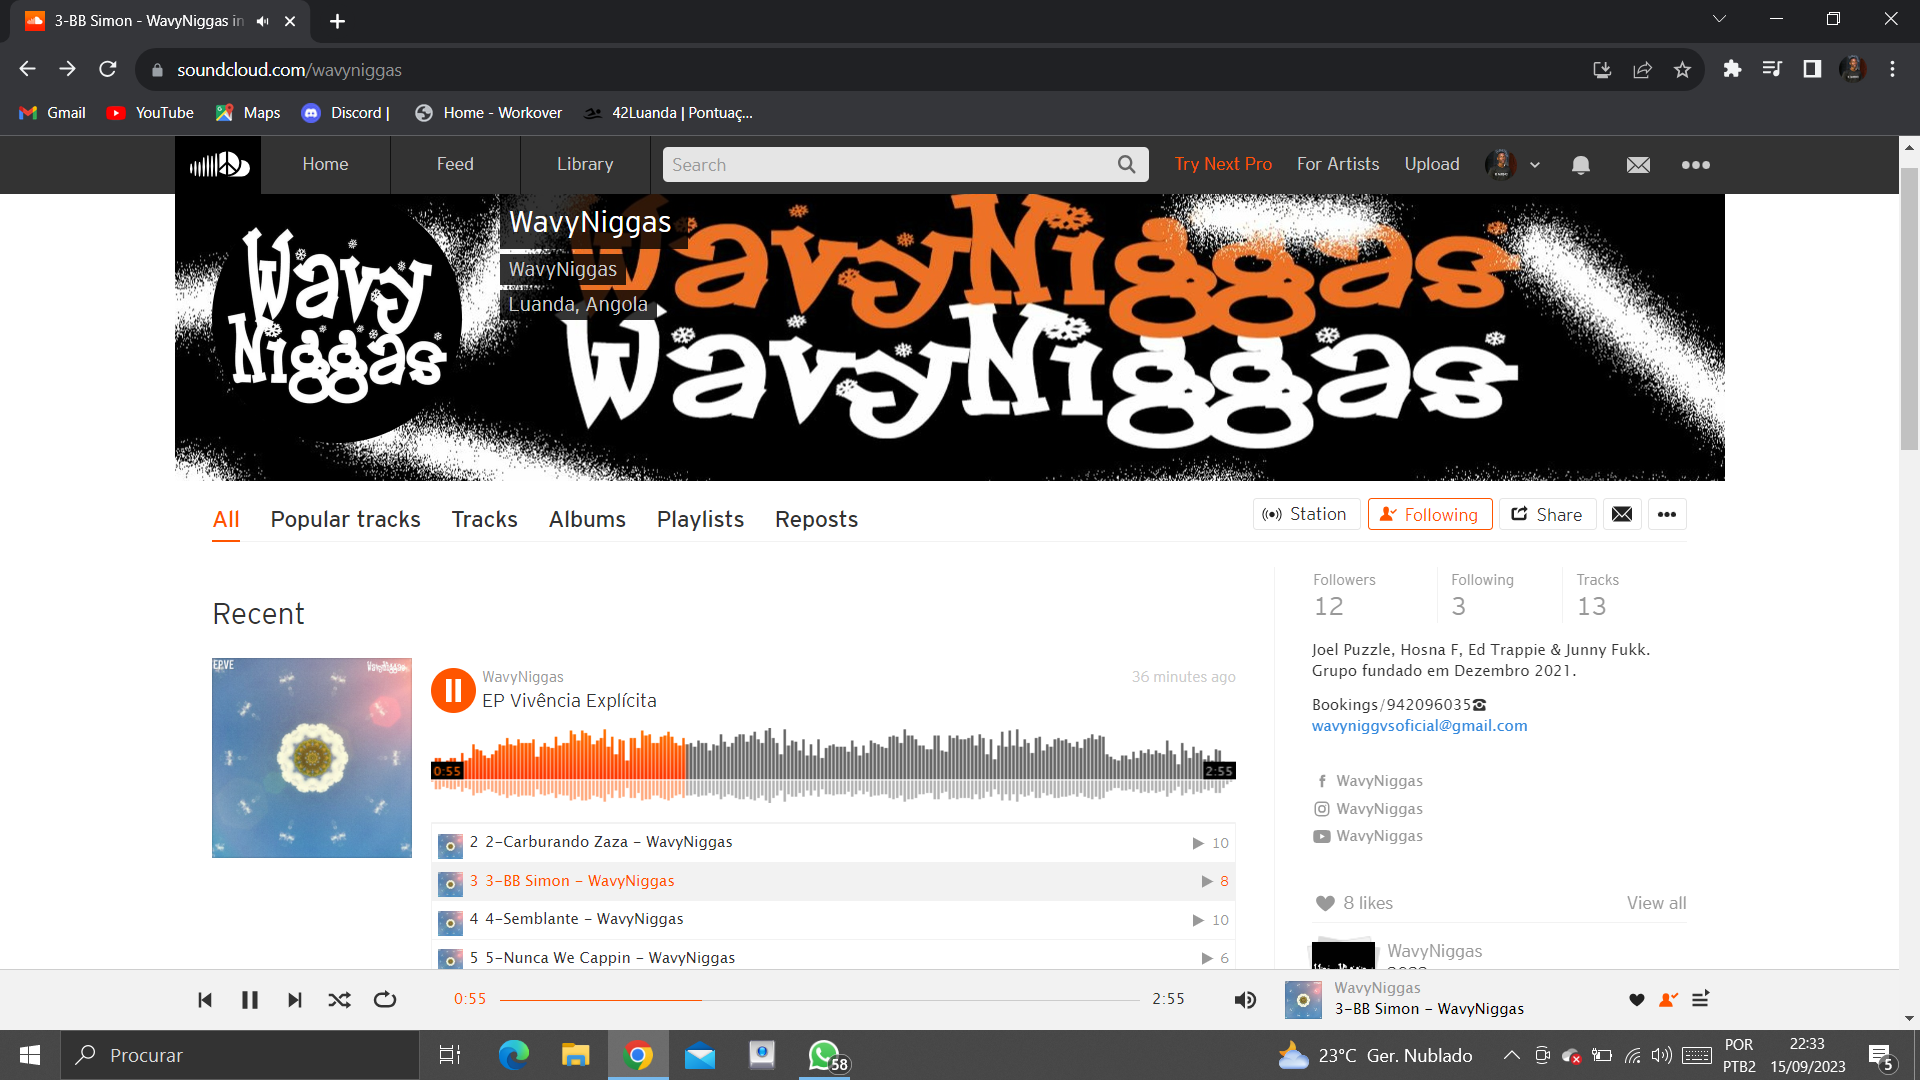 3-BB Simon - WavyNiggas in
soundcloud.com/wavyniggas
Gmail
YouTube
Maps
Discord |
Home - Workover
42Luanda | Pontuaç...
Home
Feed
Library
Search
Try Next Pro
For Artists
Upload
WavyNiggas
WavyNiggas
Luanda, Angola
Wavy
Niggas
WavyNiggas
WavyNiggas
All
Popular tracks
Tracks
Albums
Playlists
Reposts
Station
Following
Share
Recent
EP.VE
WavyNiggas
WavyNiggas
36 minutes ago
EP Vivência Explícita
0:55
2:55
2 2-Carburando Zaza - WavyNiggas
10
3 3-BB Simon - WavyNiggas
8
4 4-Semblante - WavyNiggas
10
5 5-Nunca We Cappin - WavyNiggas
6
Followers
12
Following
3
Tracks
13
Joel Puzzle, Hosna F, Ed Trappie & Junny Fukk.
Grupo fundado em Dezembro 2021.
Bookings/942096035☎
wavyniggvsoficial@gmail.com
WavyNiggas
WavyNiggas
WavyNiggas
8 likes
View all
WavyNiggas
0:55
2:55
WavyNiggas
3-BB Simon - WavyNiggas
Procurar
58
23°C Ger. Nublado
POR
PTB2
22:33
15/09/2023
5